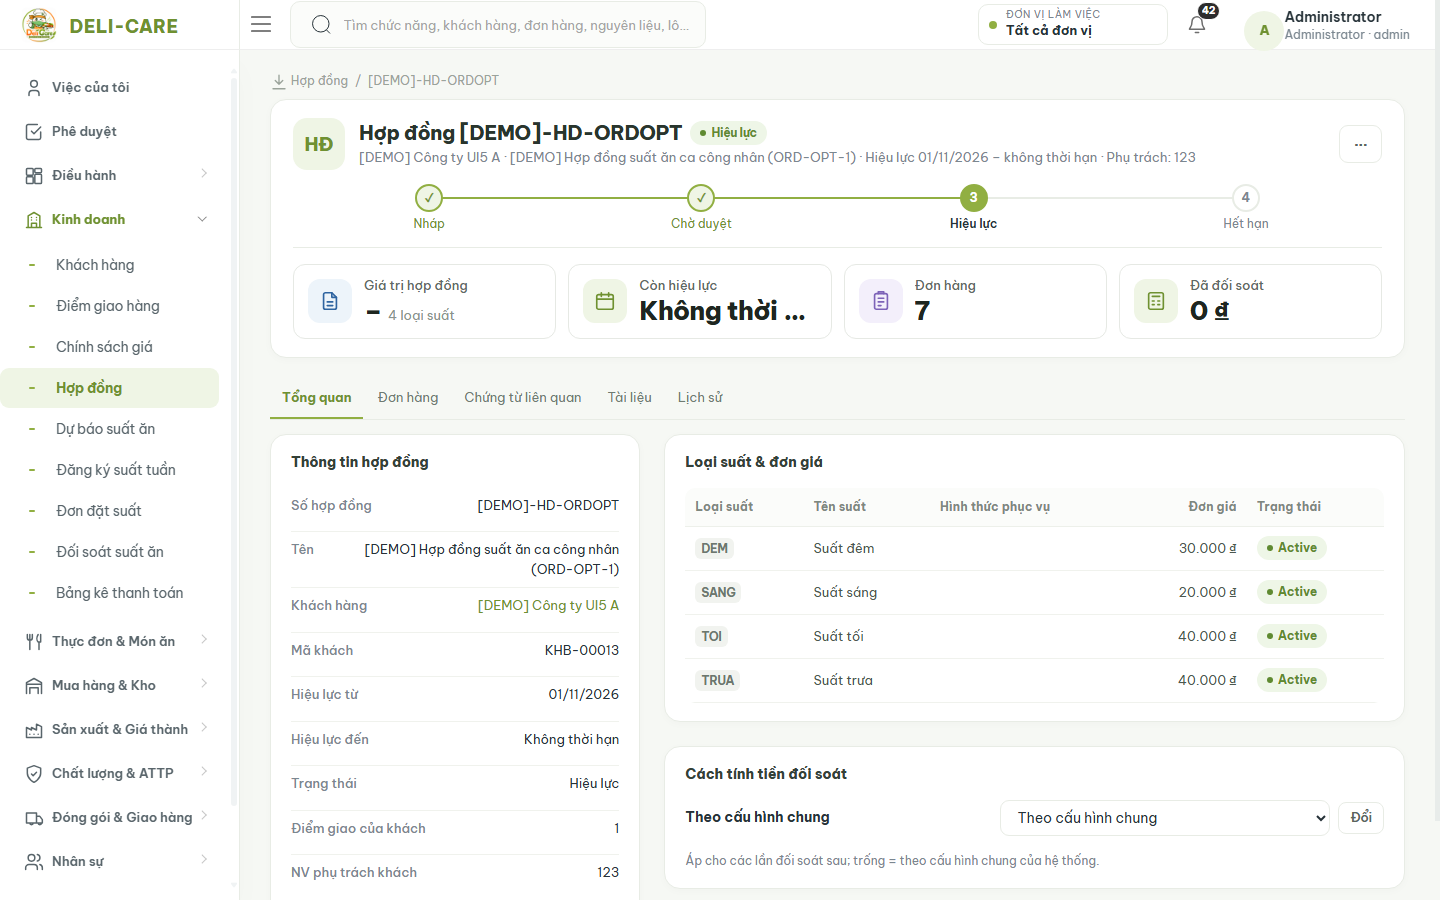 DELI-CARE
Tìm chức năng, khách hàng, đơn hàng, nguyên liệu, lô...
ĐƠN VỊ LÀM VIỆC
Tất cả đơn vị
42
A
Administrator
Administrator · admin
Việc của tôi
Phê duyệt
Điều hành
Kinh doanh
Khách hàng
Điểm giao hàng
Chính sách giá
Hợp đồng
Dự báo suất ăn
Đăng ký suất tuần
Đơn đặt suất
Đối soát suất ăn
Bảng kê thanh toán
Thực đơn & Món ăn
Mua hàng & Kho
Sản xuất & Giá thành
Chất lượng & ATTP
Đóng gói & Giao hàng
Nhân sự
Hợp đồng / [DEMO]-HD-ORDOPT
HĐ
Hợp đồng [DEMO]-HD-ORDOPT
Hiệu lực
[DEMO] Công ty UI5 A · [DEMO] Hợp đồng suất ăn ca công nhân (ORD-OPT-1) · Hiệu lực 01/11/2026 – không thời hạn · Phụ trách: 123
...
✓ ✓ 3 4
Nháp Chờ duyệt Hiệu lực Hết hạn
Giá trị hợp đồng
– 4 loại suất
Còn hiệu lực
Không thời ...
Đơn hàng
7
Đã đối soát
0 ₫
Tổng quan Đơn hàng Chứng từ liên quan Tài liệu Lịch sử
Thông tin hợp đồng
Số hợp đồng [DEMO]-HD-ORDOPT
Tên [DEMO] Hợp đồng suất ăn ca công nhân
(ORD-OPT-1)
Khách hàng [DEMO] Công ty UI5 A
Mã khách KHB-00013
Hiệu lực từ 01/11/2026
Hiệu lực đến Không thời hạn
Trạng thái Hiệu lực
Điểm giao của khách 1
NV phụ trách khách 123
Loại suất & đơn giá
Loại suất Tên suất Hình thức phục vụ Đơn giá Trạng thái
DEM Suất đêm 30.000 ₫ Active
SANG Suất sáng 20.000 ₫ Active
TOI Suất tối 40.000 ₫ Active
TRUA Suất trưa 40.000 ₫ Active
Cách tính tiền đối soát
Theo cấu hình chung Theo cấu hình chung Đổi
Áp cho các lần đối soát sau; trống = theo cấu hình chung của hệ thống.